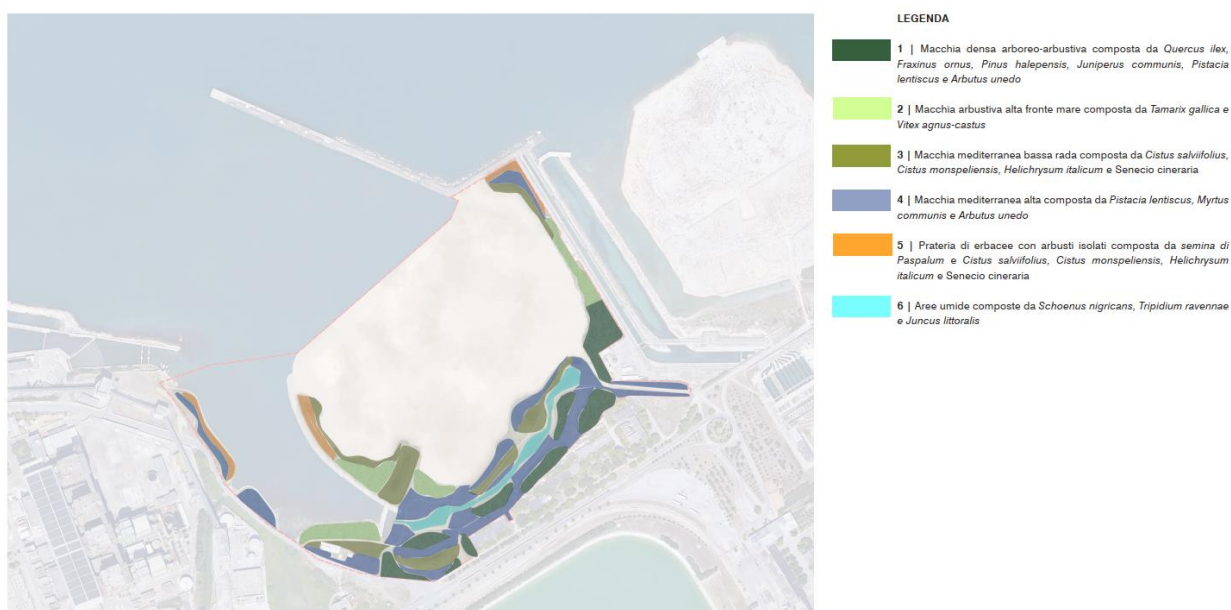 LEGENDA
1 | Macchia densa arboreo-arbustiva composta da Quercus ilex,
Fraxinus ornus, Pinus halepensis, Juniperus communis, Pistacia
lentiscus e Arbutus unedo
2 | Macchia arbustiva alta fronte mare composta da Tamarix gallica e
Vitex agnus-castus
3 | Macchia mediterranea bassa rada composta da Cistus salviifolius,
Cistus monspeliensis, Helichrysum italicum e Senecio cineraria
4 | Macchia mediterranea alta composta da Pistacia lentiscus, Myrtus
communis e Arbutus unedo
5 | Prateria di erbacee con arbusti isolati composta da semina di
Paspalum e Cistus salviifolius, Cistus monspeliensis, Helichrysum
italicum e Senecio cineraria
6 | Aree umide composte da Schoenus nigricans, Tripidium ravennae
e Juncus littoralis